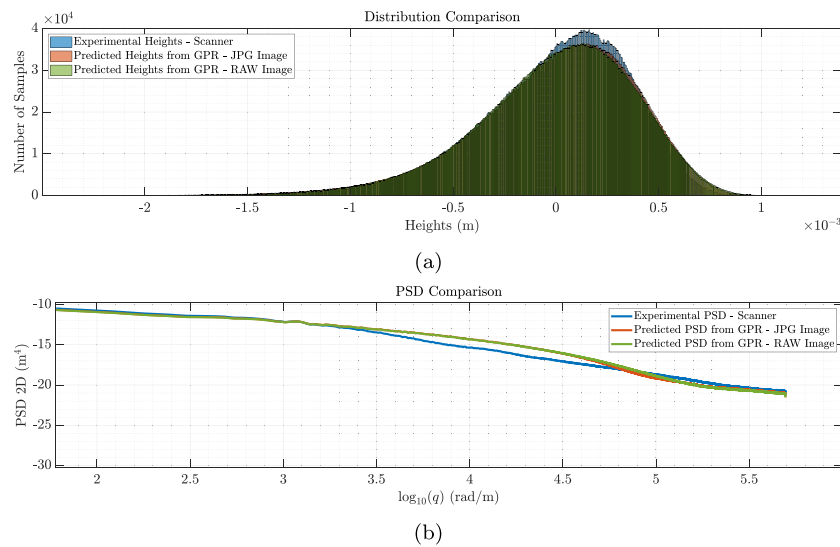 ×10⁴
Distribution Comparison
Experimental Heights - Scanner
Predicted Heights from GPR - JPG Image
Predicted Heights from GPR - RAW Image
Number of Samples
4
3
2
1
0
-2 -1.5 -1 -0.5 0 0.5 1
Heights (m)
×10⁻³
(a)
PSD Comparison
Experimental PSD - Scanner
Predicted PSD from GPR - JPG Image
Predicted PSD from GPR - RAW Image
PSD 2D (m⁴)
-10
-15
-20
-25
-30
2 2.5 3 3.5 4 4.5 5 5.5
log₁₀(q) (rad/m)
(b)